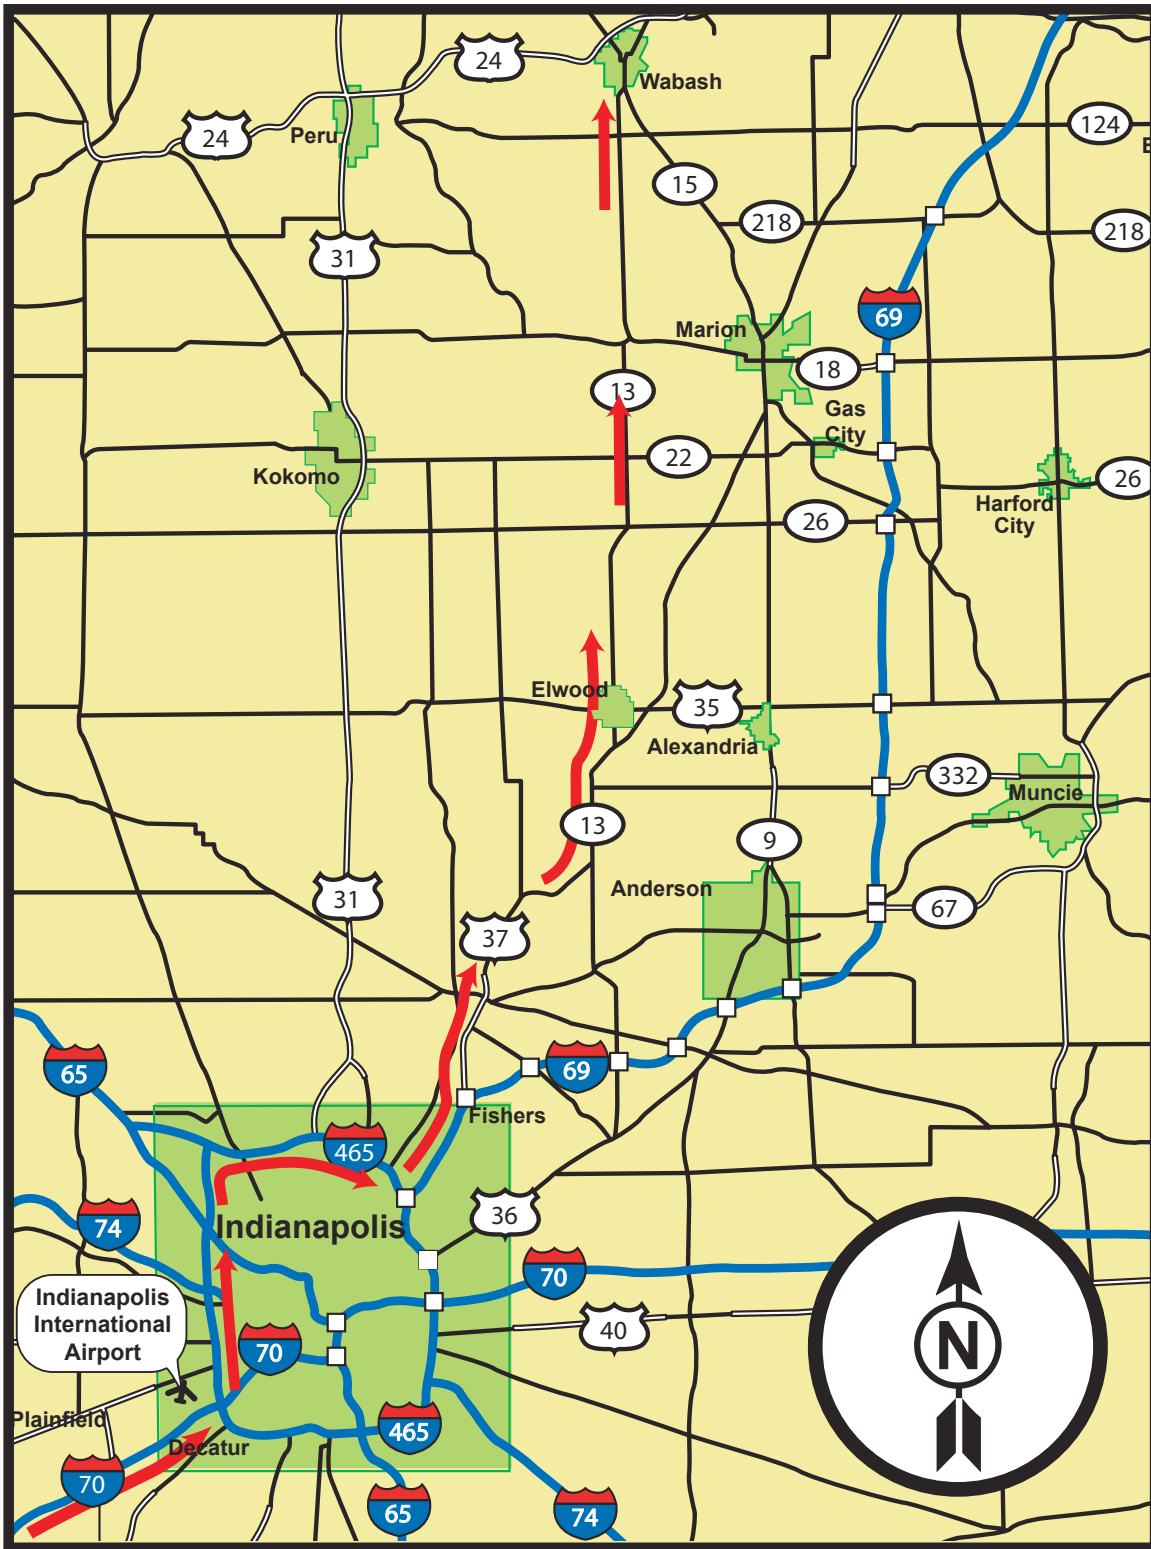 24
Wabash
24
Peru
124
E
15
218
218
31
69
Marion
18
13
Gas
City
22
Kokomo
26
Harford
City
26
Elwood
35
Alexandria
332
Muncie
13
9
31
Anderson
67
37
65
69
Fishers
465
36
74
Indianapolis
70
Indianapolis
International
Airport
40
70
N
Plainfield
465
Decatur
70
65
74